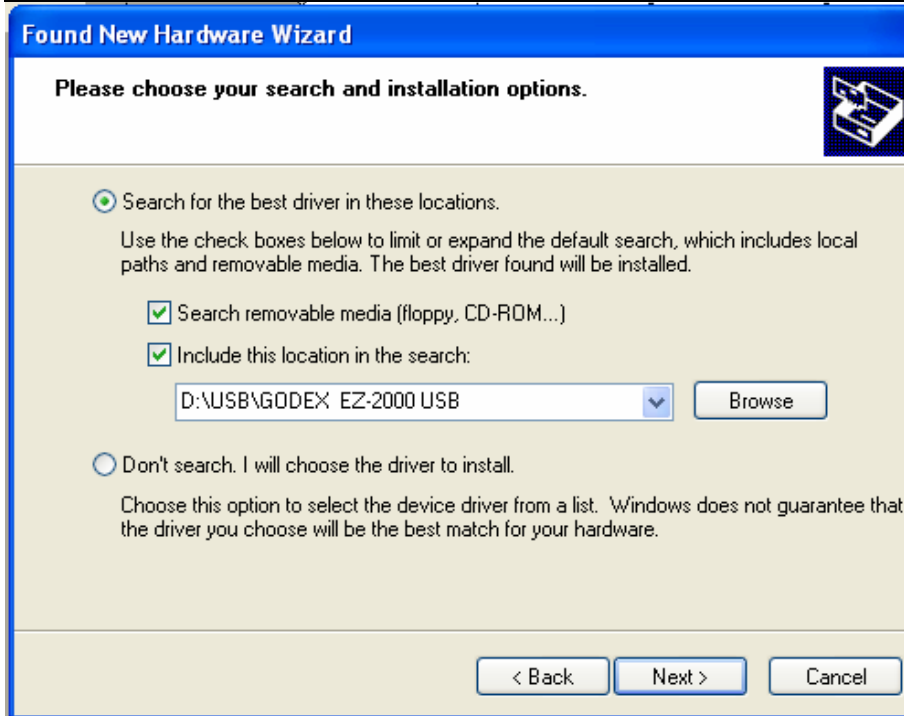 Found New Hardware Wizard
Please choose your search and installation options.
Search for the best driver in these locations.
Use the check boxes below to limit or expand the default search, which includes local
paths and removable media. The best driver found will be installed.
Search removable media (floppy, CD-ROM...)
Include this location in the search:
D:\USB\GODEX  EZ-2000 USB
Browse
Don't search. I will choose the driver to install.
Choose this option to select the device driver from a list.  Windows does not guarantee that
the driver you choose will be the best match for your hardware.
< Back
Next >
Cancel